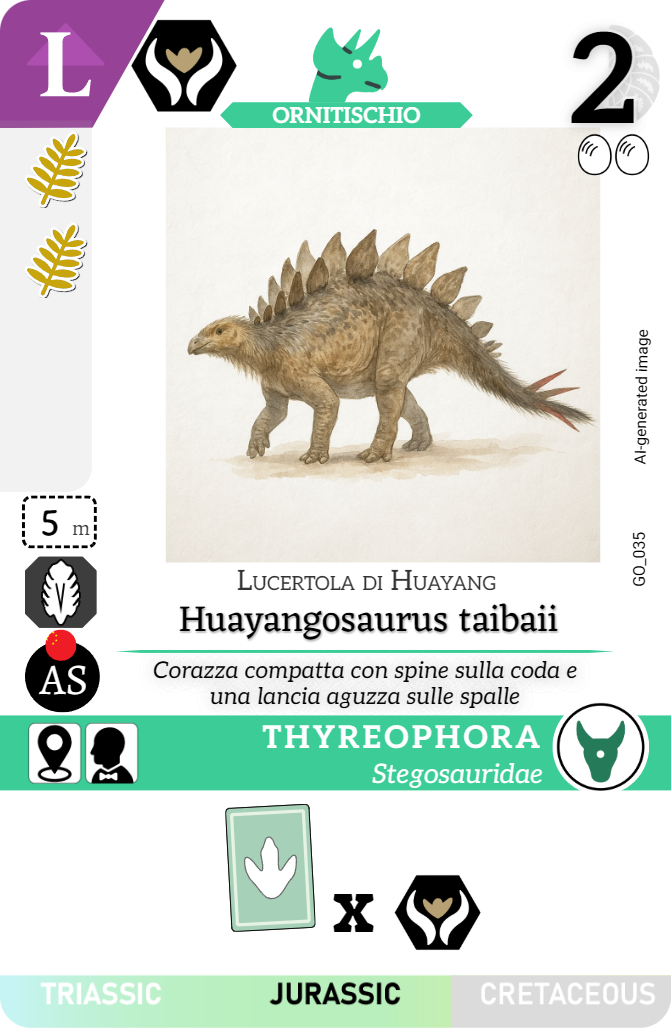 L
ORNITISCHIO
2
AI-generated image
GO_035
5 m
AS
Lucertola di Huayang
Huayangosaurus taibaii
Corazza compatta con spine sulla coda e
una lancia aguzza sulle spalle
THYREOPHORA
Stegosauridae
x
TRIASSIC JURASSIC CRETACEOUS